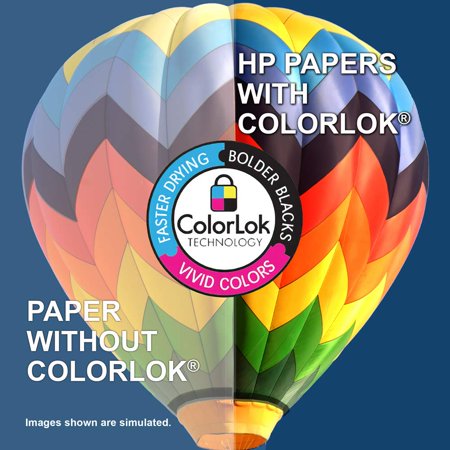 HP PAPERS
WITH
COLORLOK®
FASTER DRYING
BOLDER BLACKS
ColorLok
TECHNOLOGY
VIVID COLORS
PAPER
WITHOUT
COLORLOK®
Images shown are simulated.